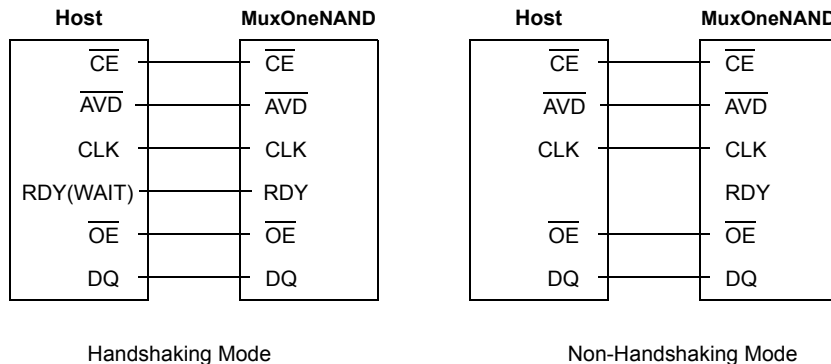 Host MuxOneNAND Host MuxOneNAND
CE CE CE CE
AVD AVD AVD AVD
CLK CLK CLK CLK
RDY(WAIT) RDY RDY
OE OE OE OE
DQ DQ DQ DQ
Handshaking Mode Non-Handshaking Mode